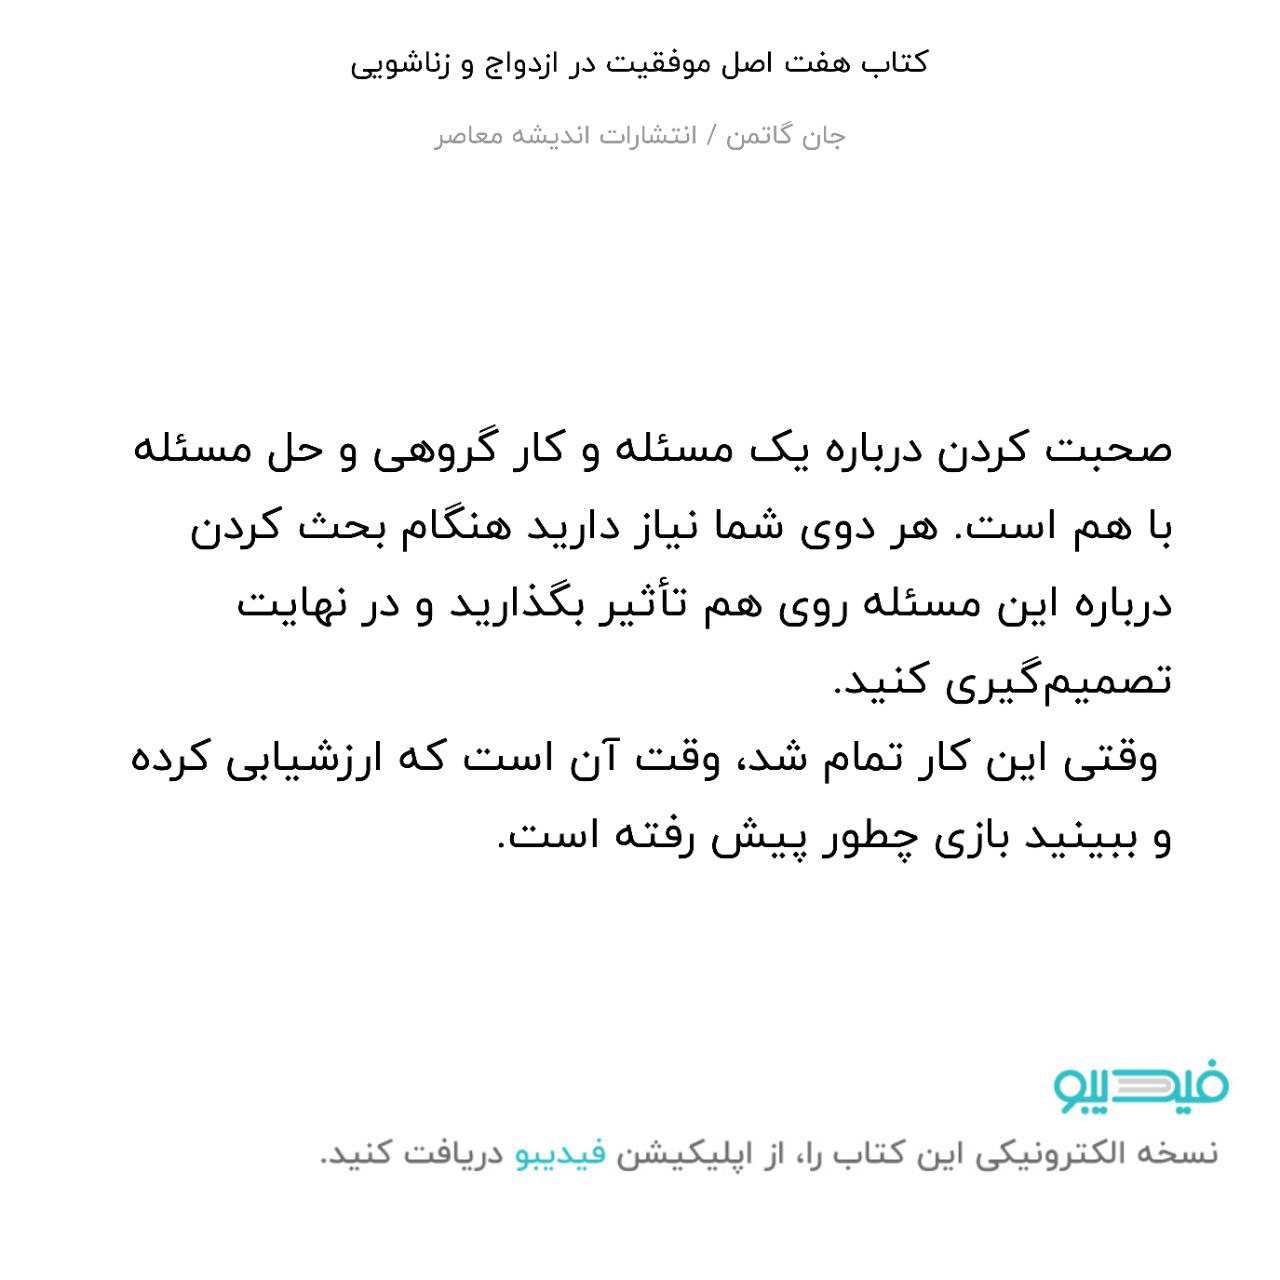 کتاب هفت اصل موفقیت در ازدواج و زناشویی
جان گاتمن / انتشارات اندیشه معاصر
صحبت کردن درباره یک مسئله و کار گروهی و حل مسئله
با هم است. هر دوی شما نیاز دارید هنگام بحث کردن
درباره این مسئله روی هم تأثیر بگذارید و در نهایت
تصمیم‌گیری کنید.
وقتی این کار تمام شد، وقت آن است که ارزشیابی کرده
و ببینید بازی چطور پیش رفته است.
فیدیبو
نسخه الکترونیکی این کتاب را، از اپلیکیشن فیدیبو دریافت کنید.